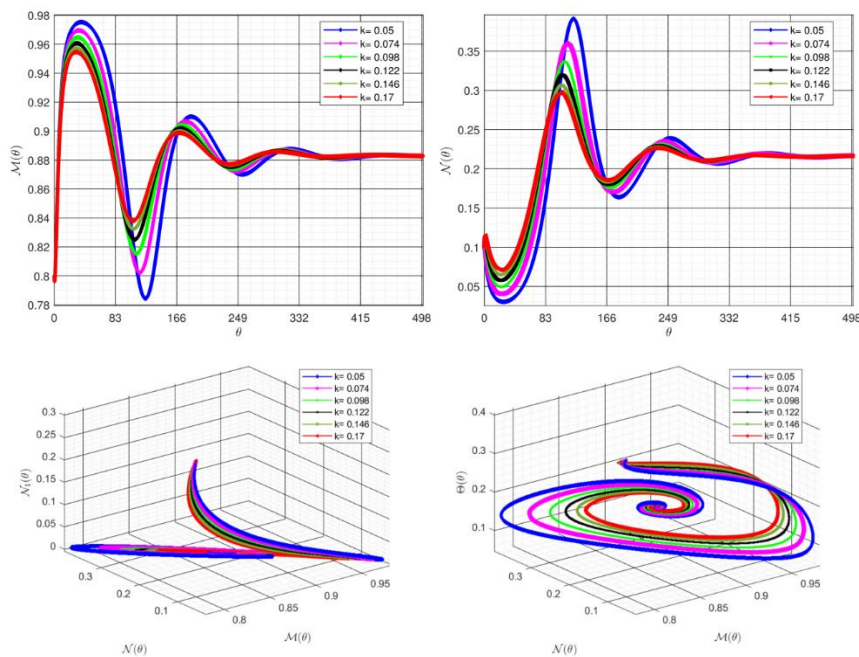 0.98
0.96
0.94
0.92
0.9
0.88
0.86
0.84
0.82
0.8
0.78
0
83
166
249
332
415
498
θ
ℳ(θ)
k= 0.05
k= 0.074
k= 0.098
k= 0.122
k= 0.146
k= 0.17
0.35
0.3
0.25
0.2
0.15
0.1
0.05
0
83
166
249
332
415
498
θ
𝒩(θ)
k= 0.05
k= 0.074
k= 0.098
k= 0.122
k= 0.146
k= 0.17
0.3
0.25
0.2
0.15
0.1
0.05
0
𝒩₁(θ)
0.3
0.2
0.1
𝒩(θ)
0.8
0.85
0.9
0.95
ℳ(θ)
k= 0.05
k= 0.074
k= 0.098
k= 0.122
k= 0.146
k= 0.17
0.4
0.3
0.2
0.1
Θ(θ)
0.3
0.2
0.1
𝒩(θ)
0.8
0.85
0.9
0.95
ℳ(θ)
k= 0.05
k= 0.074
k= 0.098
k= 0.122
k= 0.146
k= 0.17